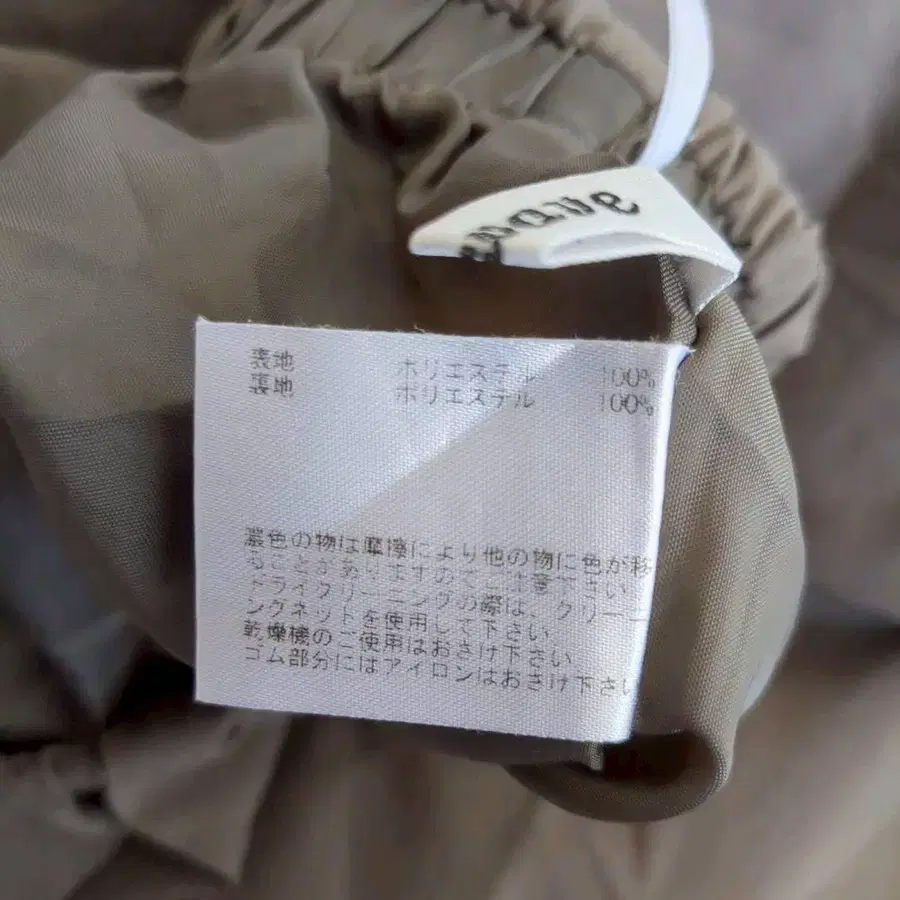 表地 ポリエステル 100%
裏地 ポリエステル 100%
濃色の物は摩擦により他の物に色が移
ることがありますのでご注意下さい
ドライクリーニングの際は、クリーニ
ングネットを使用して下さい
乾燥機のご使用はおさけ下さい
ゴム部分にはアイロンはおさけ下さい